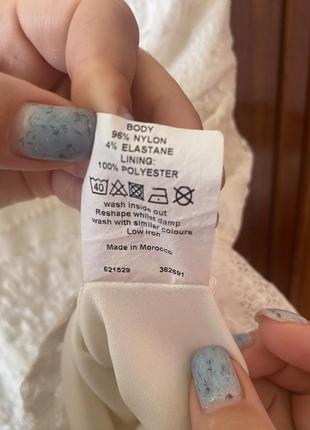 BODY
96% NYLON
4% ELASTANE
LINING:
100% POLYESTER
40
wash inside out
Reshape whilst damp
wash with similar colours
Low iron
Made in Morocco
621529 362691